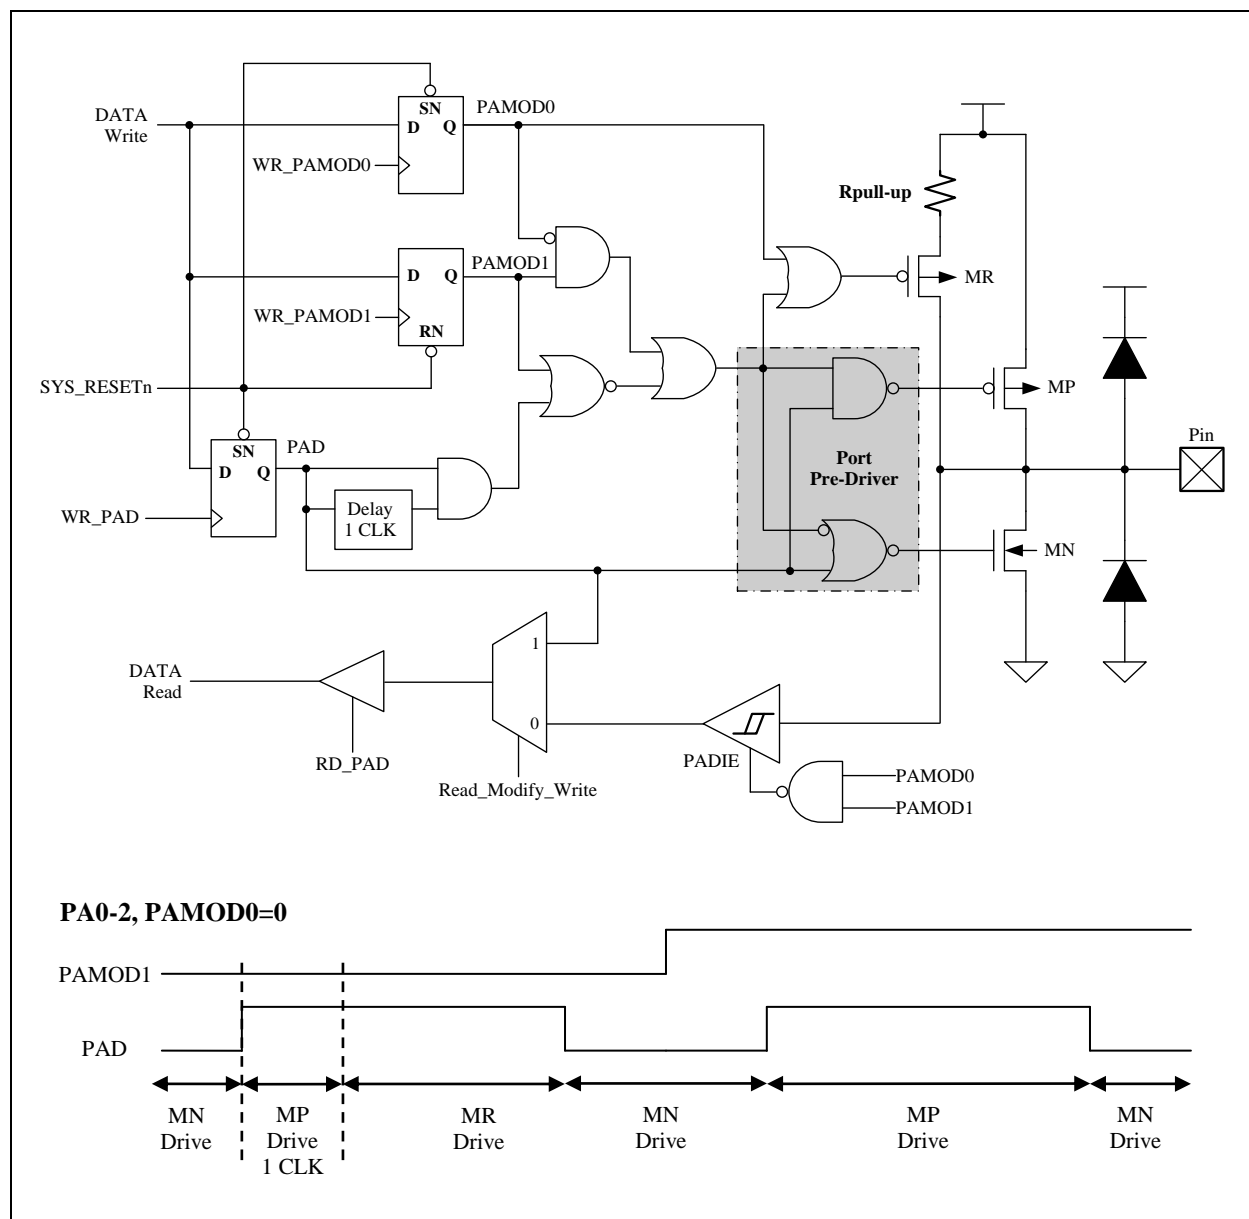 DATA
Write
SN
D
Q
PAMOD0
WR_PAMOD0
Rpull-up
MR
D
Q
PAMOD1
WR_PAMOD1
RN
SYS_RESETn
MP
SN
D
Q
PAD
Port
Pre-Driver
Pin
WR_PAD
Delay
1 CLK
MN
DATA
Read
1
0
RD_PAD
Read_Modify_Write
PADIE
PAMOD0
PAMOD1
PA0-2, PAMOD0=0
PAMOD1
PAD
MN
Drive
MP
Drive
1 CLK
MR
Drive
MN
Drive
MP
Drive
MN
Drive